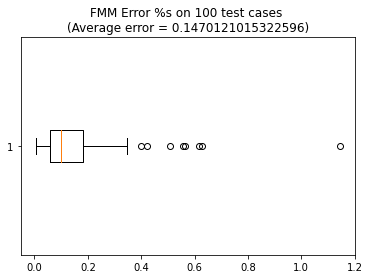 FMM Error %s on 100 test cases
(Average error = 0.1470121015322596)
1
0.0 0.2 0.4 0.6 0.8 1.0 1.2